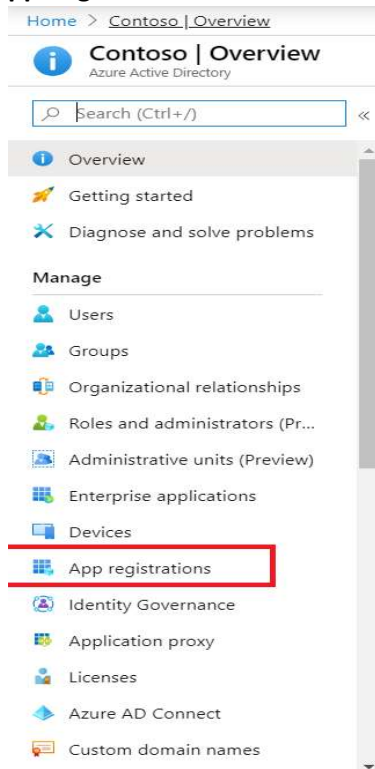 Home > Contoso | Overview
Contoso | Overview
Azure Active Directory
Search (Ctrl+/)
«
Overview
Getting started
Diagnose and solve problems
Manage
Users
Groups
Organizational relationships
Roles and administrators (Pr...
Administrative units (Preview)
Enterprise applications
Devices
App registrations
Identity Governance
Application proxy
Licenses
Azure AD Connect
Custom domain names